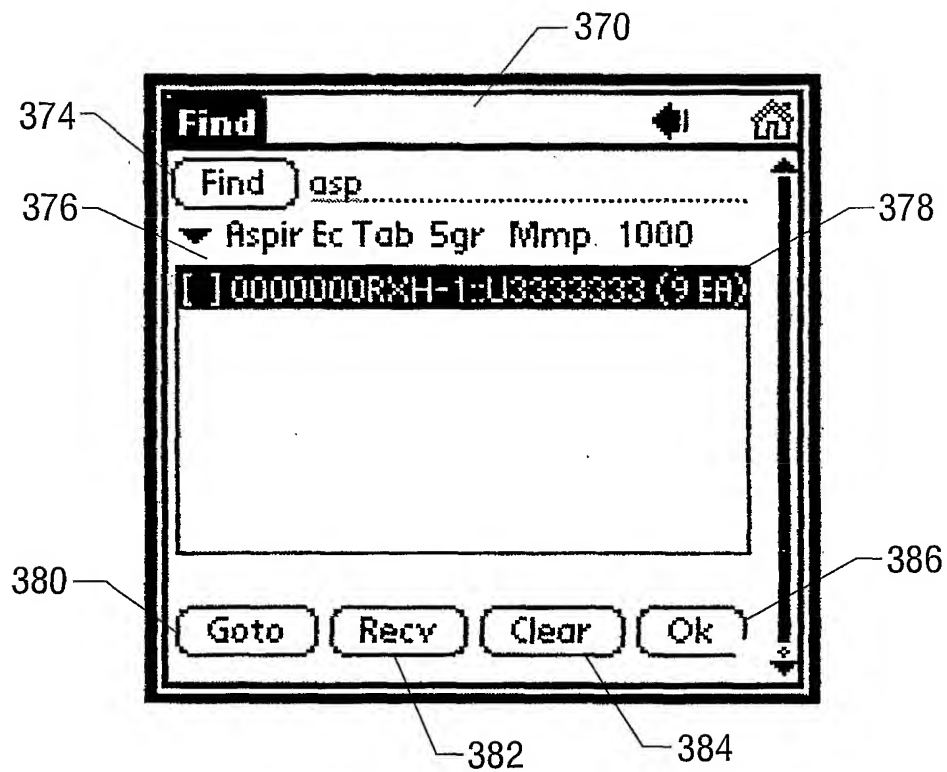 370
Find
374
Find asp
376
378
Aspir Ec Tab 5gr Mmp 1000
[ ] 0000000RXH-1::U3333333 (9 EA)
380
386
Goto Recv Clear Ok
382
384